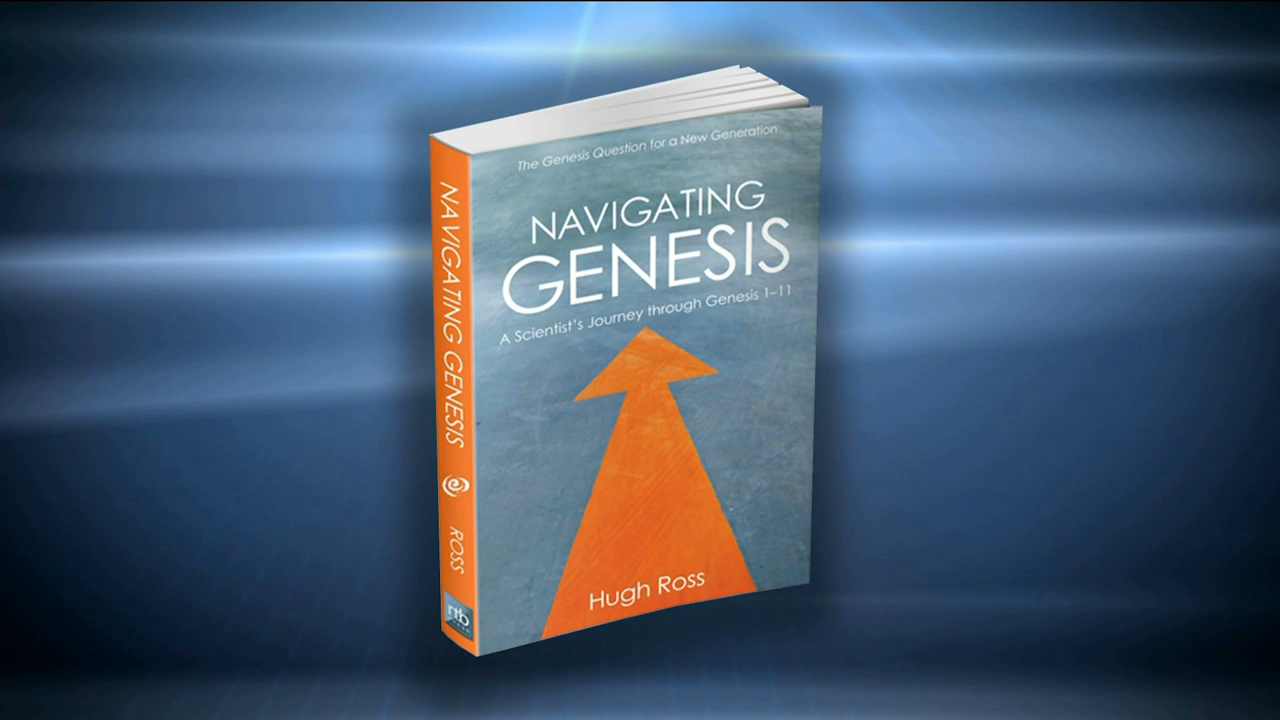 The Genesis Question for a New Generation
NAVIGATING
GENESIS
A Scientist's Journey through Genesis 1–11
Hugh Ross
NAVIGATING GENESIS
ROSS
rtb